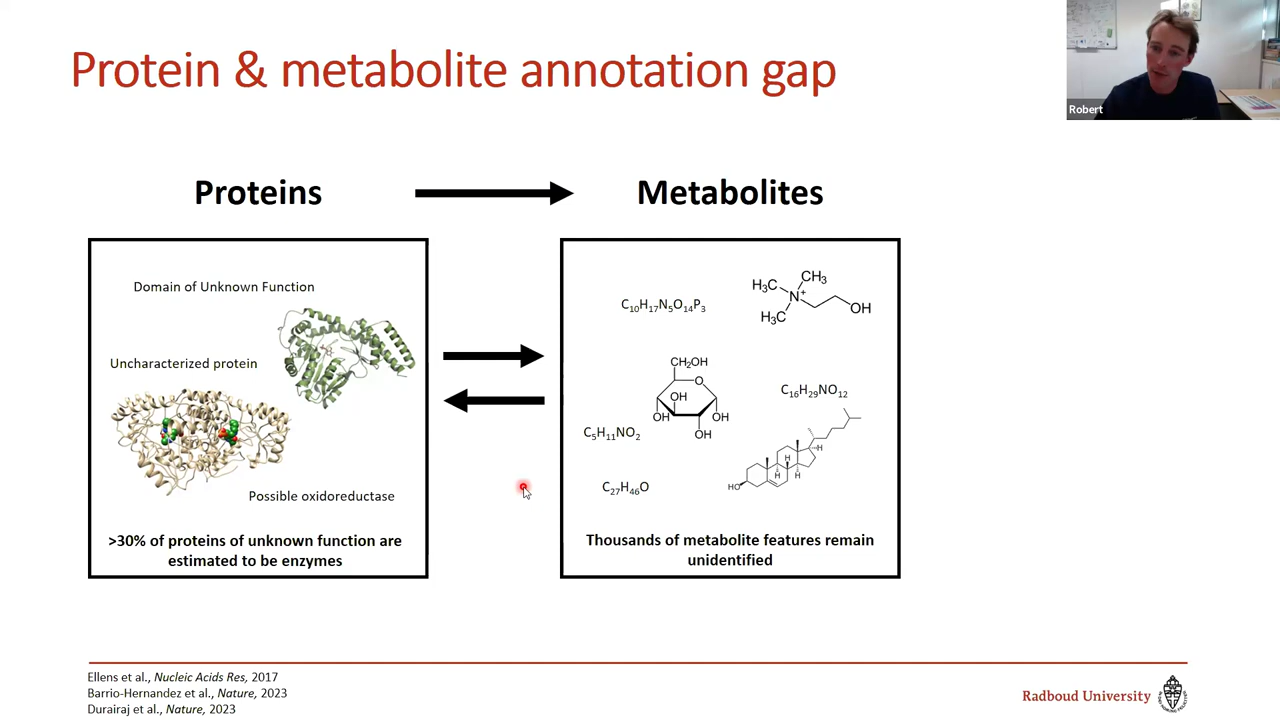 Protein & metabolite annotation gap
Robert
Proteins
Metabolites
Domain of Unknown Function
Uncharacterized protein
Possible oxidoreductase
>30% of proteins of unknown function are
estimated to be enzymes
C₁₀H₁₇N₅O₁₄P₃
H₃C
CH₃
N⁺
H₃C
OH
CH₂OH
O
OH
OH
OH
OH
C₁₆H₂₉NO₁₂
C₅H₁₁NO₂
C₂₇H₄₆O
H
H
H
H
HO
Thousands of metabolite features remain
unidentified
Ellens et al., Nucleic Acids Res, 2017
Barrio-Hernandez et al., Nature, 2023
Durairaj et al., Nature, 2023
Radboud University